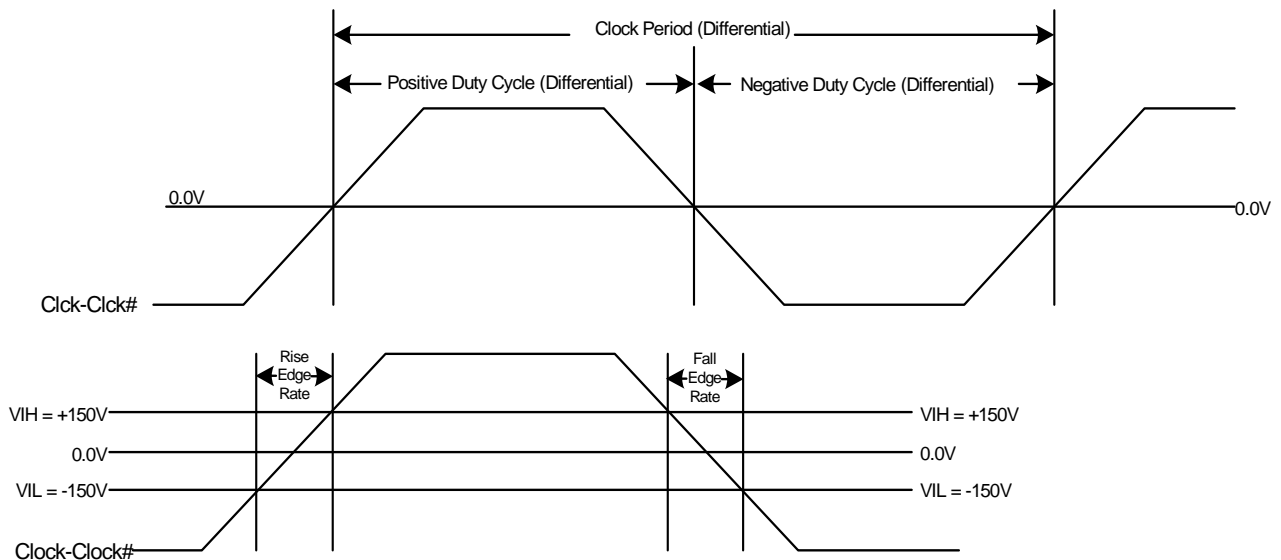 Clock Period (Differential)
Positive Duty Cycle (Differential)
Negative Duty Cycle (Differential)
0.0V
0.0V
Clck-Clck#
Rise
Edge
Rate
Fall
Edge
Rate
VIH = +150V
VIH = +150V
0.0V
0.0V
VIL = -150V
VIL = -150V
Clock-Clock#